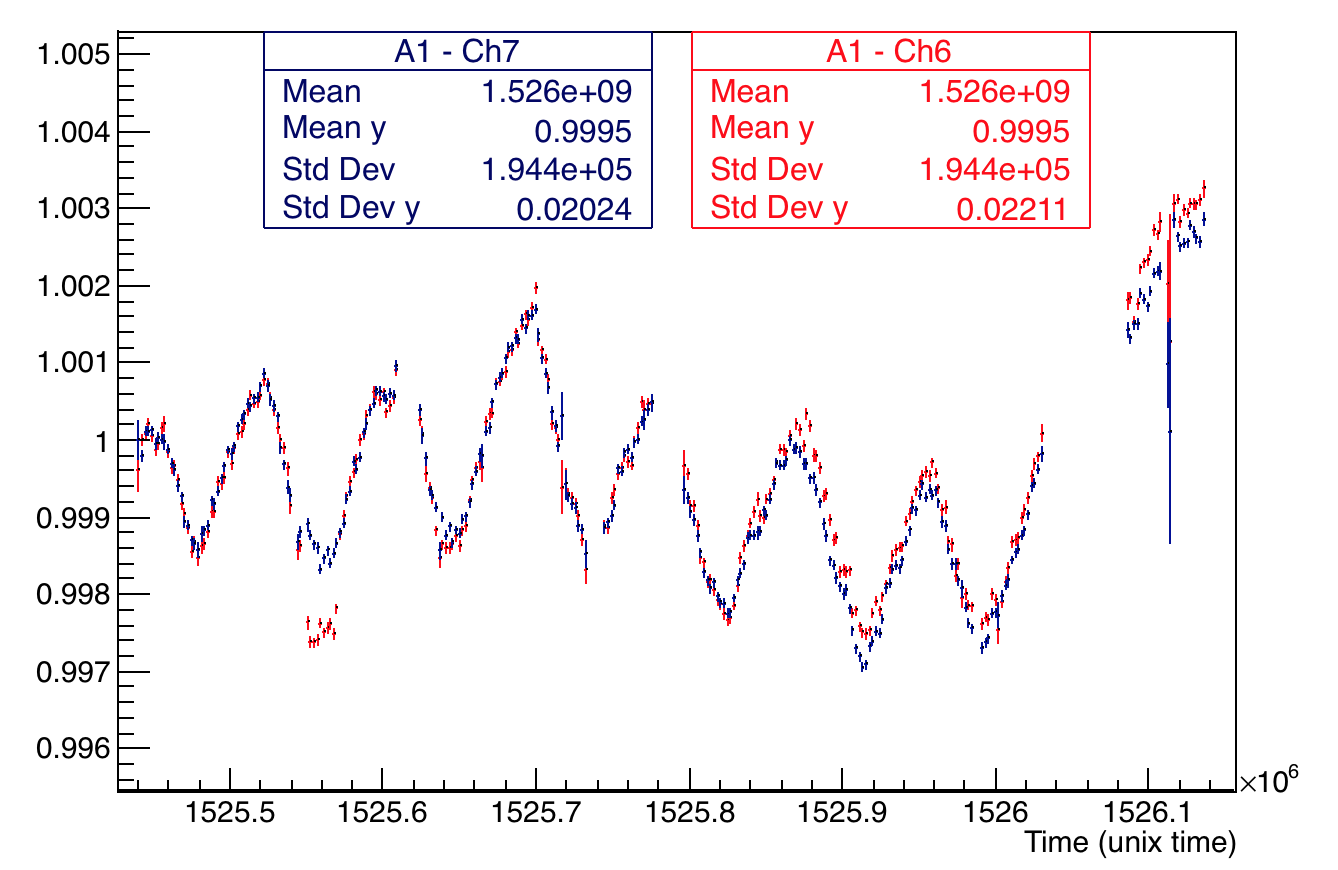 A1 - Ch7
Mean 1.526e+09
Mean y 0.9995
Std Dev 1.944e+05
Std Dev y 0.02024
A1 - Ch6
Mean 1.526e+09
Mean y 0.9995
Std Dev 1.944e+05
Std Dev y 0.02211
1.005
1.004
1.003
1.002
1.001
1
0.999
0.998
0.997
0.996
1525.5 1525.6 1525.7 1525.8 1525.9 1526 1526.1 ×10⁶
Time (unix time)